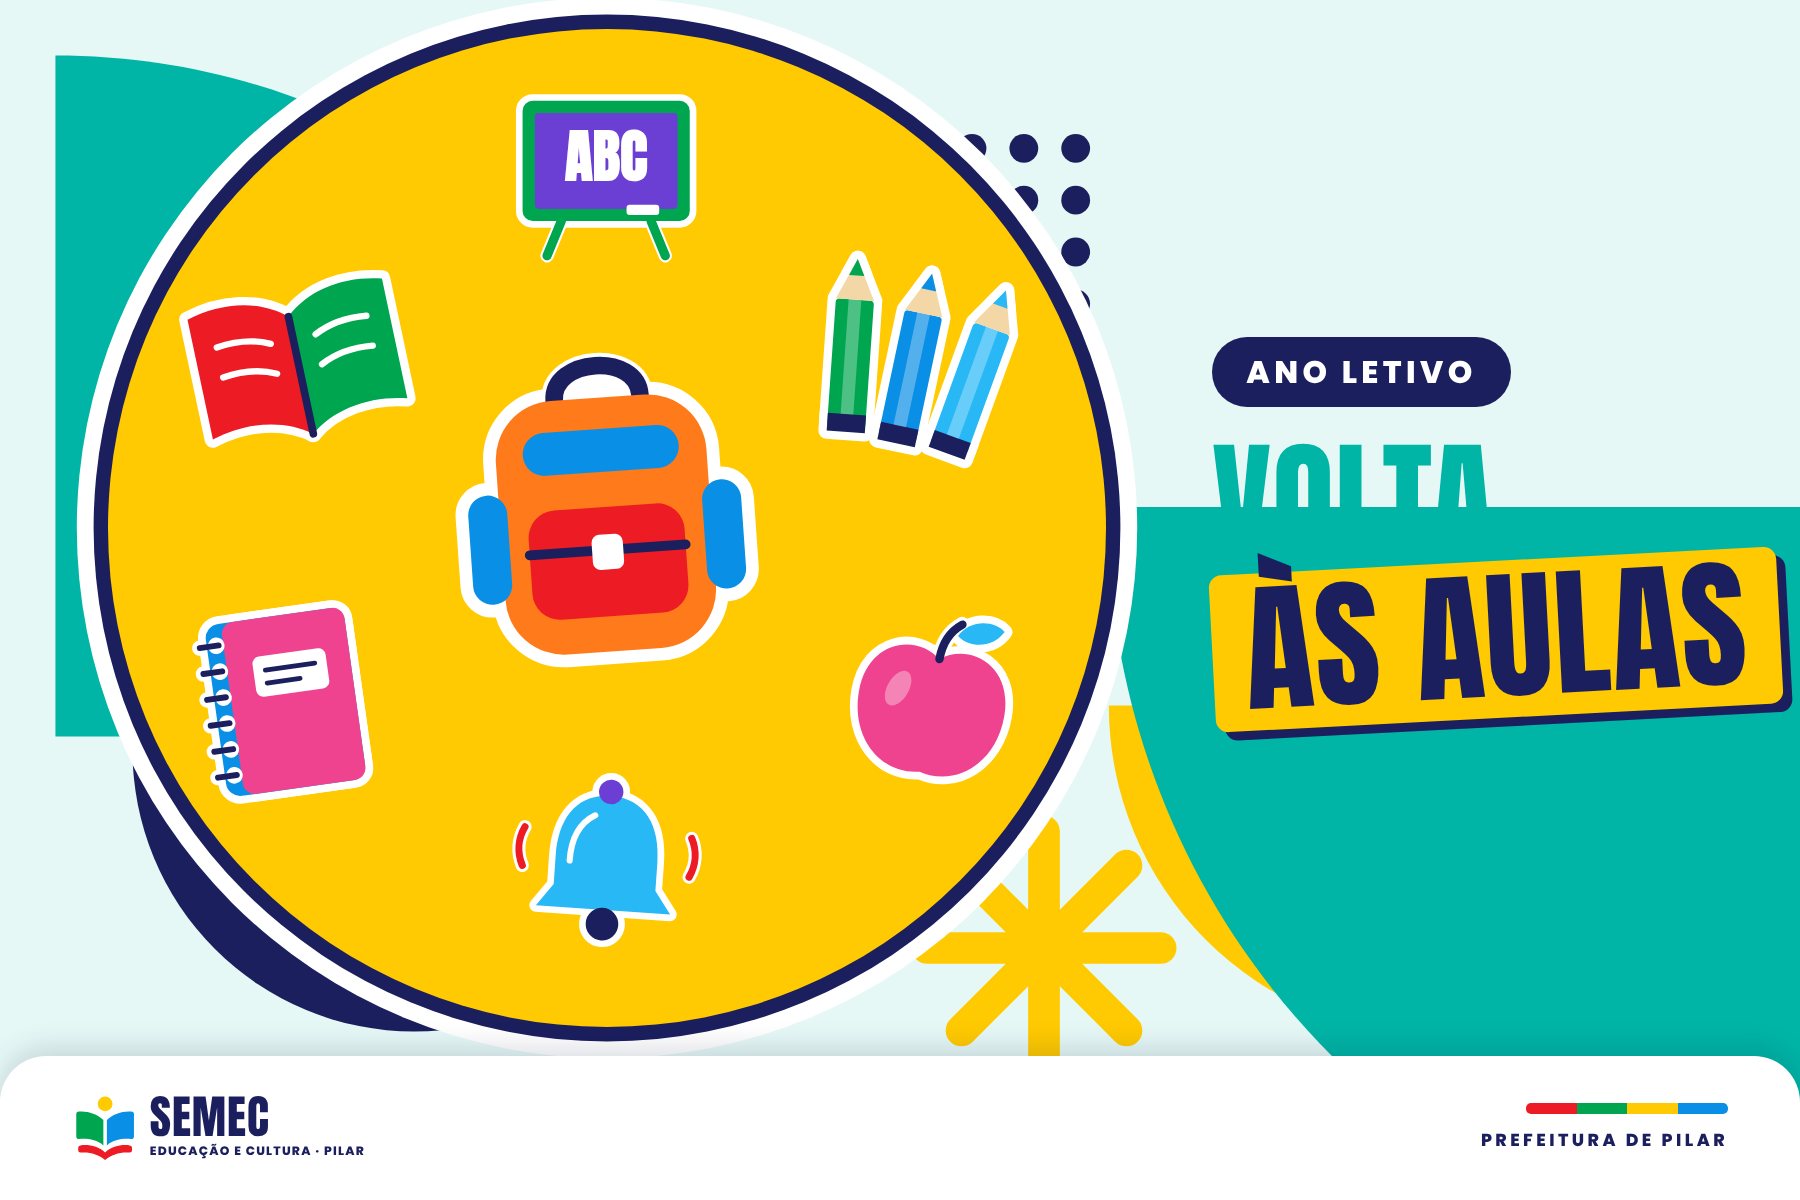 ABC
ANO LETIVO
VOLTA
ÀS AULAS
SEMEC
EDUCAÇÃO E CULTURA · PILAR
PREFEITURA DE PILAR